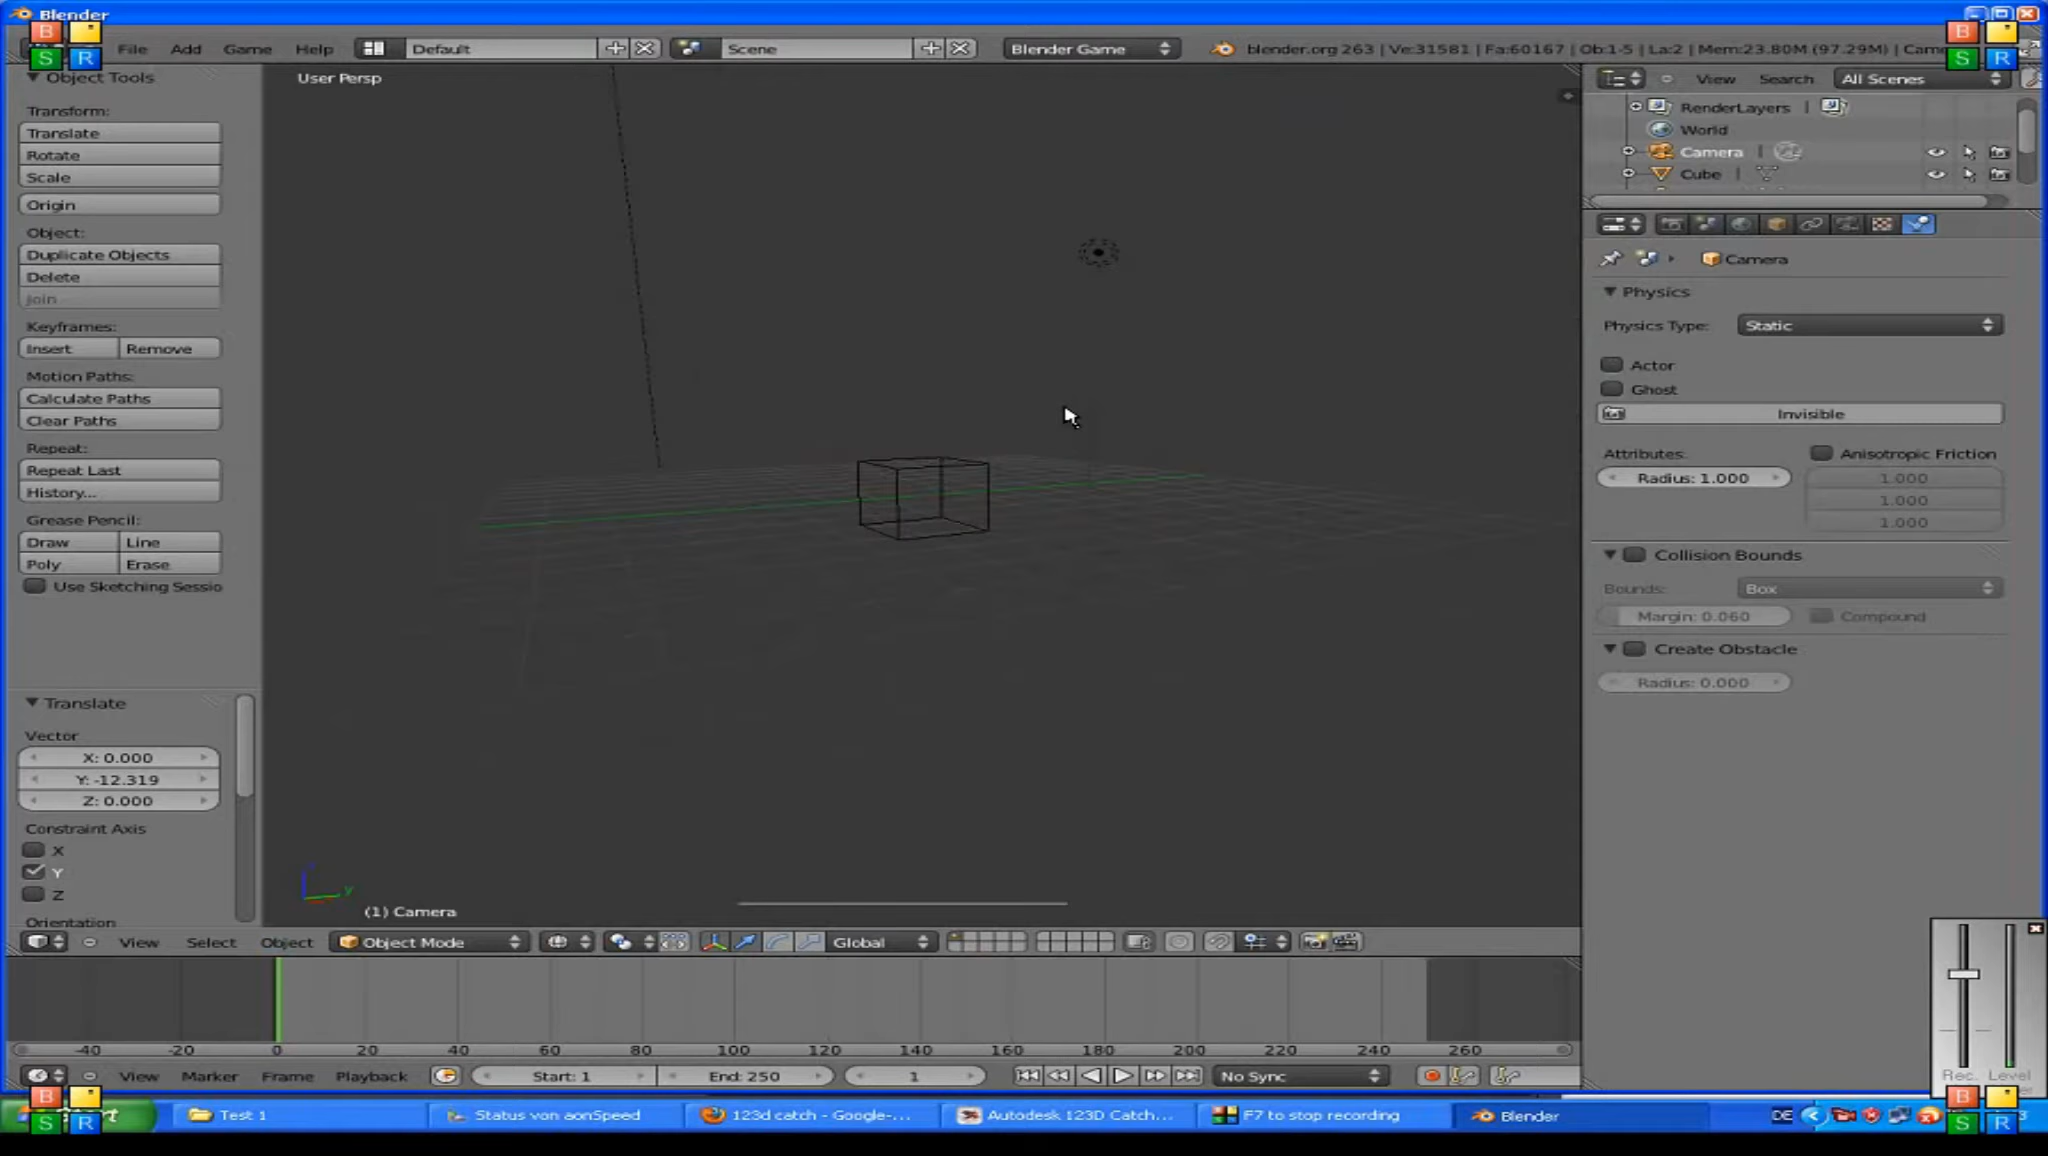 Blender
B
S R
File Add Game Help Default Scene Blender Game blender.org 263 | Ve:31581 | Fa:60167 | Ob:1-5 | La:2 | Mem:23.80M (97.29M) | Came
B
S R
Object Tools
Transform:
Translate
Rotate
Scale
Origin
Object:
Duplicate Objects
Delete
Join
Keyframes:
Insert Remove
Motion Paths:
Calculate Paths
Clear Paths
Repeat:
Repeat Last
History...
Grease Pencil:
Draw Line
Poly Erase
Use Sketching Sessio
Translate
Vector
X: 0.000
Y: -12.319
Z: 0.000
Constraint Axis
X
Y
Z
Orientation
User Persp
y
(1) Camera
View Select Object Object Mode Global
View Search All Scenes
RenderLayers |
World
Camera |
Cube |
Camera
Physics
Physics Type: Static
Actor
Ghost
Invisible
Attributes: Anisotropic Friction
Radius: 1.000 1.000
1.000
1.000
Collision Bounds
Bounds: Box
Margin: 0.060 Compound
Create Obstacle
Radius: 0.000
-40 -20 0 20 40 60 80 100 120 140 160 180 200 220 240 260
View Marker Frame Playback Start: 1 End: 250 1 No Sync
Rec. Level
B
S R
Test 1 Status von aonSpeed 123d catch - Google-... Autodesk 123D Catch... F7 to stop recording Blender DE
B
S R